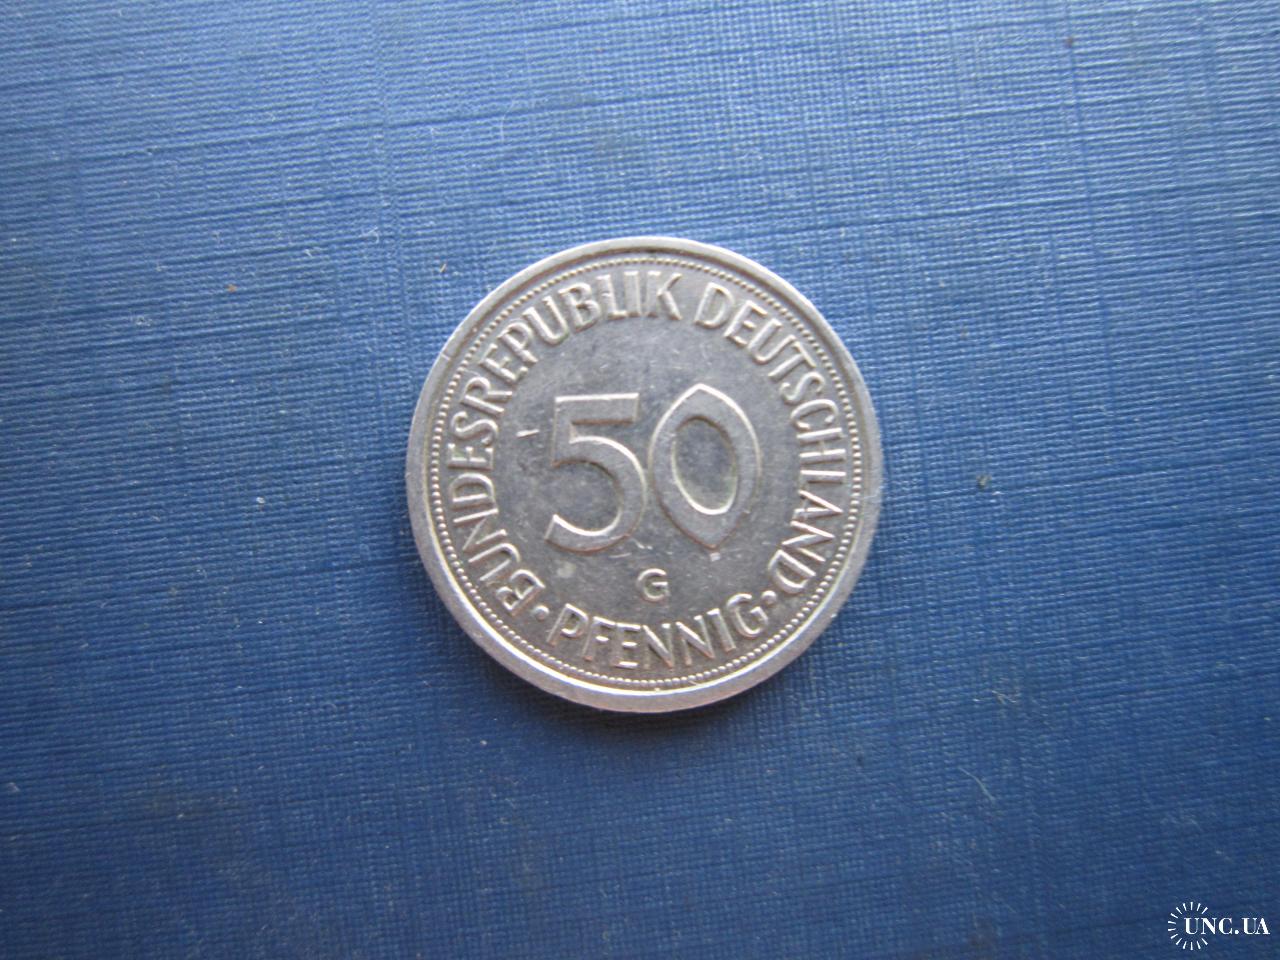 BUNDESREPUBLIK DEUTSCHLAND
50
G
• PFENNIG •
UNC.UA